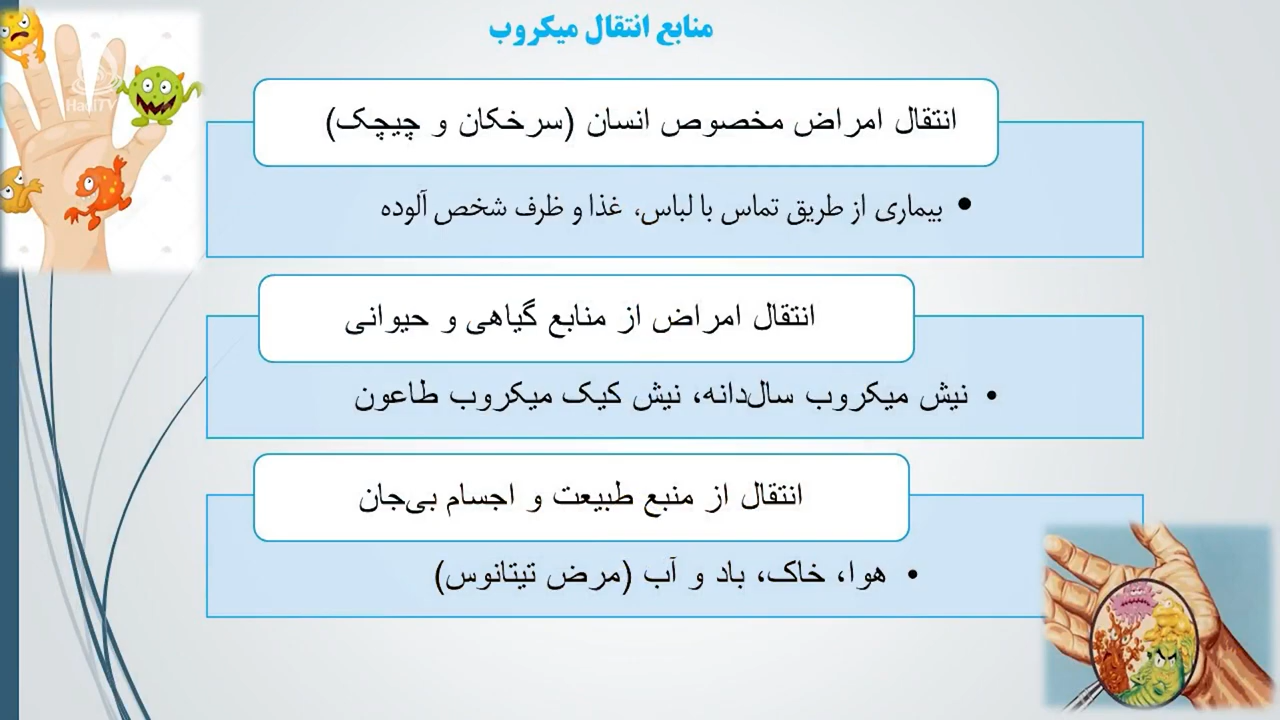 منابع انتقال میکروب
HadiTV
انتقال امراض مخصوص انسان (سرخکان و چیچک)
• بیماری از طریق تماس با لباس، غذا و ظرف شخص آلوده
انتقال امراض از منابع گیاهی و حیوانی
• نیش میکروب سال‌دانه، نیش کیک میکروب طاعون
انتقال از منبع طبیعت و اجسام بی‌جان
• هوا، خاک، باد و آب (مرض تیتانوس)